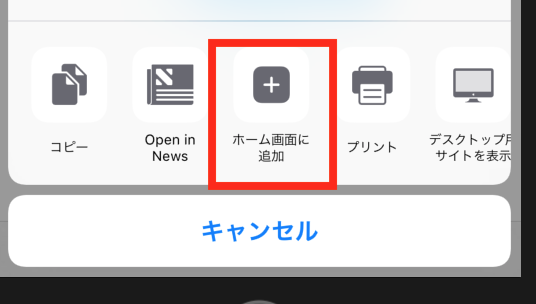 コピー
Open in
News
ホーム画面に
追加
プリント
デスクトップ用
サイトを表示
キャンセル